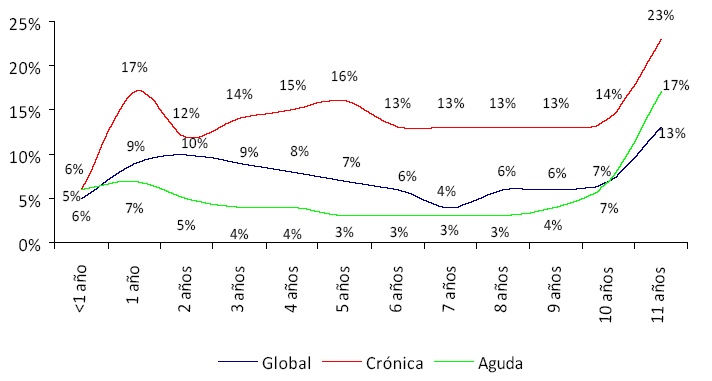 25%
20%
15%
10%
5%
0%
6% 17% 12% 14% 15% 16% 13% 13% 13% 13% 14% 23%
5% 9% 10% 9% 8% 7% 6% 4% 6% 6% 7% 13%
6% 7% 5% 4% 4% 3% 3% 3% 3% 4% 7% 17%
<1 año
1 año
2 años
3 años
4 años
5 años
6 años
7 años
8 años
9 años
10 años
11 años
Global Crónica Aguda